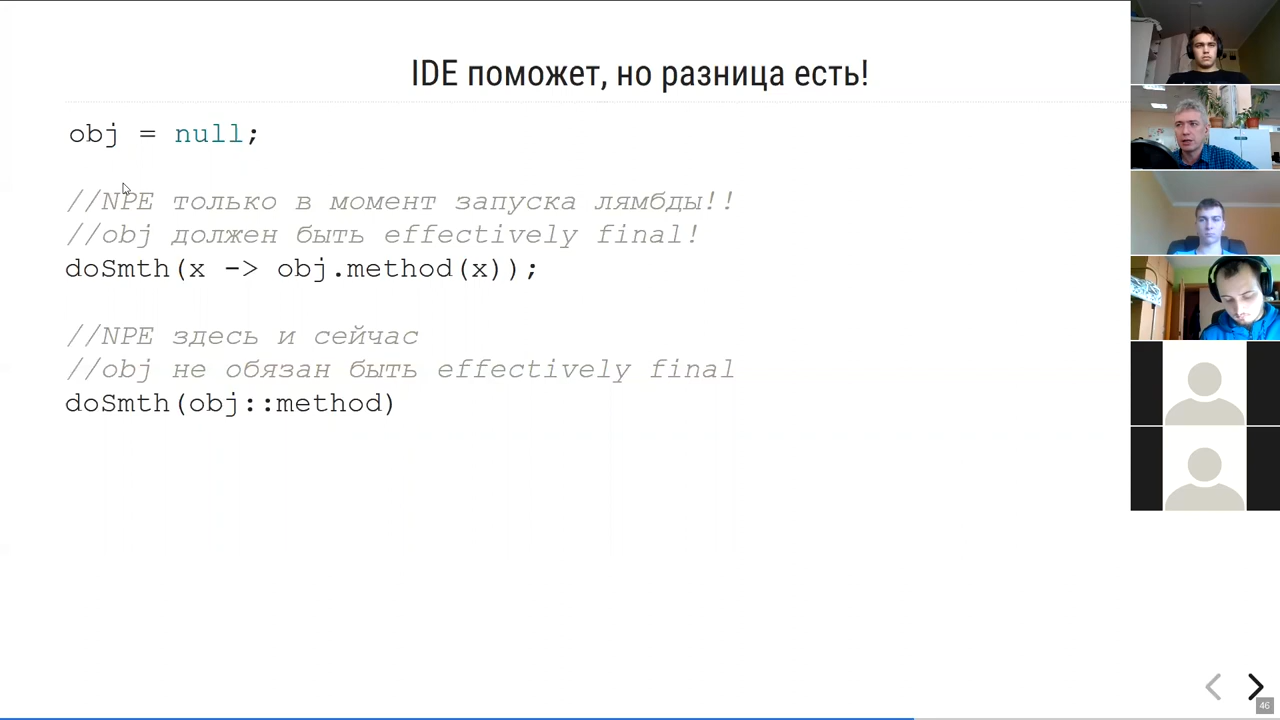 IDE поможет, но разница есть!
obj = null;
//NPE только в момент запуска лямбды!!
//obj должен быть effectively final!
doSmth(x -> obj.method(x));
//NPE здесь и сейчас
//obj не обязан быть effectively final
doSmth(obj::method)
46